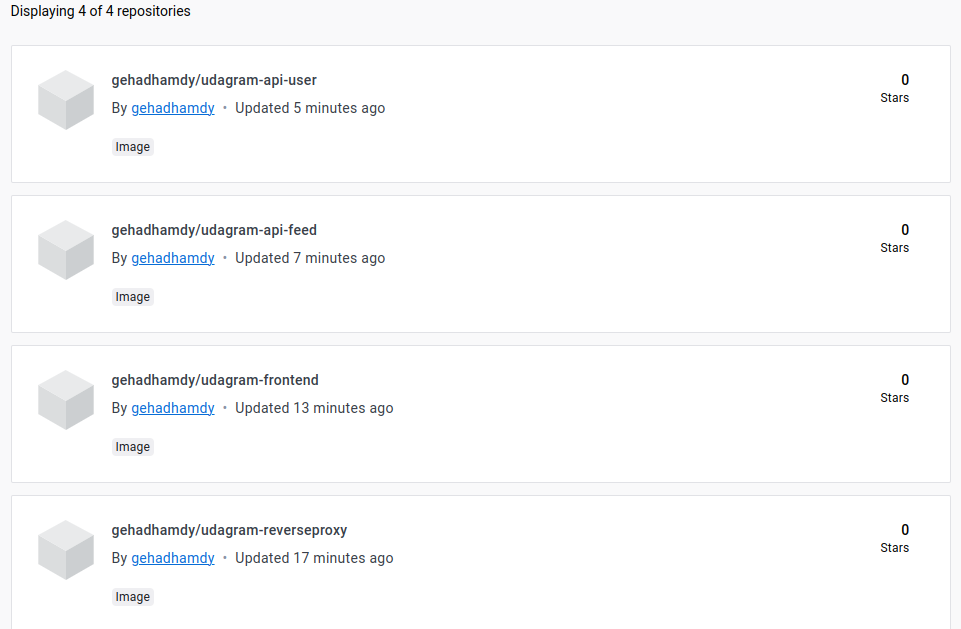 Displaying 4 of 4 repositories
gehadhamdy/udagram-api-user
0
By gehadhamdy • Updated 5 minutes ago
Stars
Image
gehadhamdy/udagram-api-feed
0
By gehadhamdy • Updated 7 minutes ago
Stars
Image
gehadhamdy/udagram-frontend
0
By gehadhamdy • Updated 13 minutes ago
Stars
Image
gehadhamdy/udagram-reverseproxy
0
By gehadhamdy • Updated 17 minutes ago
Stars
Image